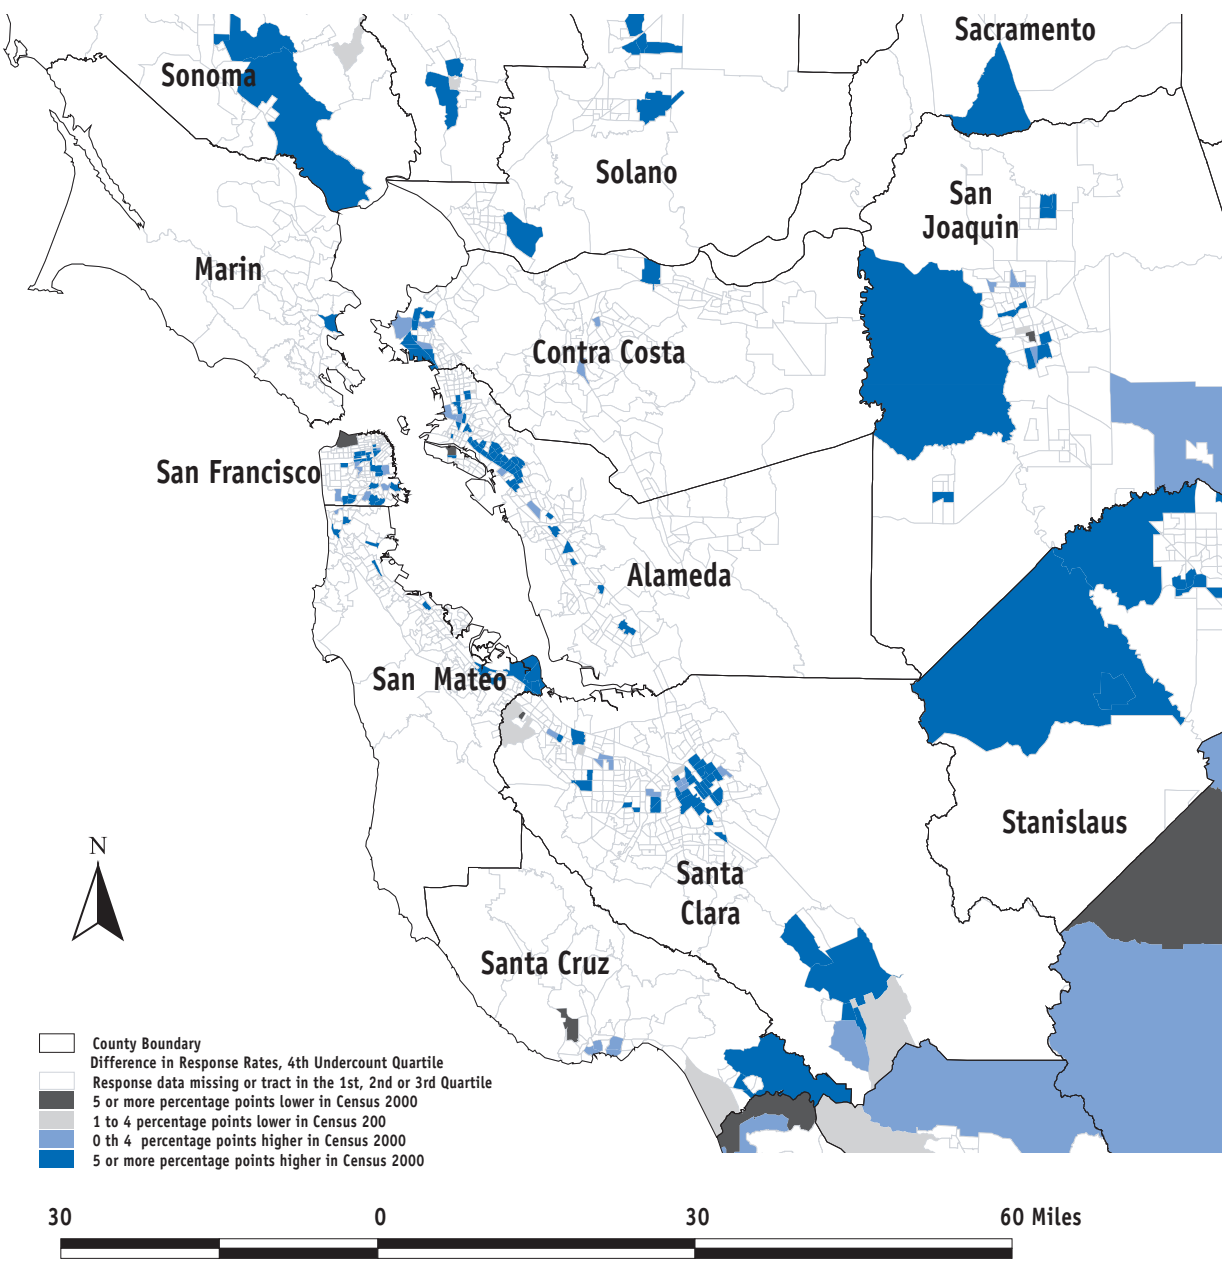 Sacramento
Sonoma
Solano
San
Joaquin
Marin
Contra Costa
San Francisco
Alameda
San Mateo
Stanislaus
Santa
Clara
Santa Cruz
N
County Boundary
Difference in Response Rates, 4th Undercount Quartile
Response data missing or tract in the 1st, 2nd or 3rd Quartile
5 or more percentage points lower in Census 2000
1 to 4 percentage points lower in Census 200
0 th 4 percentage points higher in Census 2000
5 or more percentage points higher in Census 2000
30 0 30 60 Miles